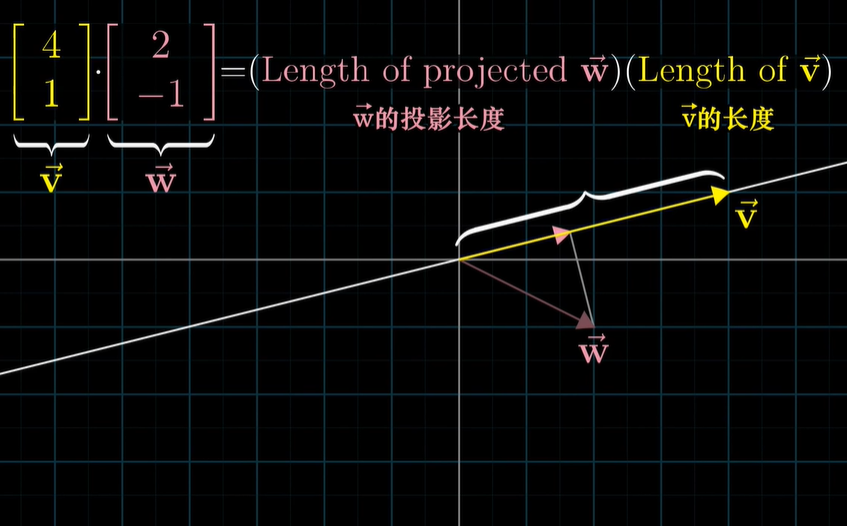 [4 1] · [2 −1] =(Length of projected w⃗)(Length of v⃗)
w⃗的投影长度 v⃗的长度
v⃗ w⃗
v⃗
w⃗